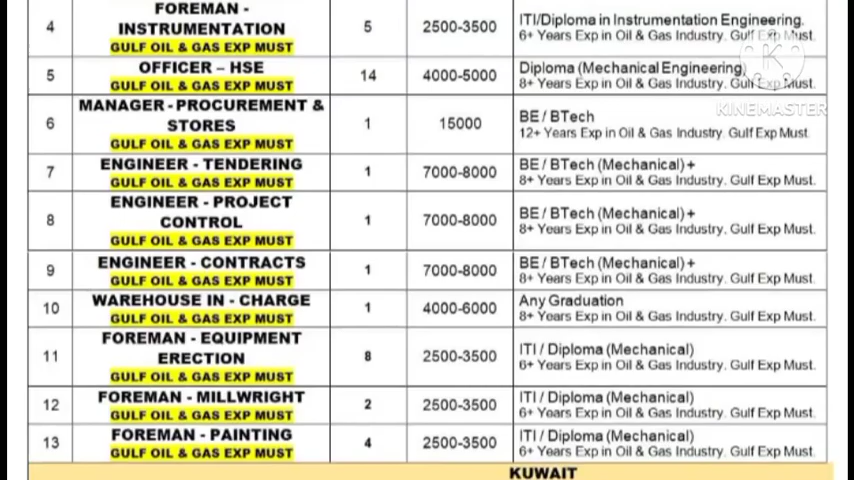 4
FOREMAN -
INSTRUMENTATION
GULF OIL & GAS EXP MUST
5
2500-3500
ITI/Diploma in Instrumentation Engineering.
6+ Years Exp in Oil & Gas Industry. Gulf Exp Must.
5
OFFICER – HSE
GULF OIL & GAS EXP MUST
14
4000-5000
Diploma (Mechanical Engineering)
8+ Years Exp in Oil & Gas Industry. Gulf Exp Must.
K
KINEMASTER
6
MANAGER - PROCUREMENT &
STORES
GULF OIL & GAS EXP MUST
1
15000
BE / BTech
12+ Years Exp in Oil & Gas Industry. Gulf Exp Must.
7
ENGINEER - TENDERING
GULF OIL & GAS EXP MUST
1
7000-8000
BE / BTech (Mechanical) +
8+ Years Exp in Oil & Gas Industry. Gulf Exp Must.
8
ENGINEER - PROJECT
CONTROL
GULF OIL & GAS EXP MUST
1
7000-8000
BE / BTech (Mechanical) +
8+ Years Exp in Oil & Gas Industry. Gulf Exp Must.
9
ENGINEER - CONTRACTS
GULF OIL & GAS EXP MUST
1
7000-8000
BE / BTech (Mechanical) +
8+ Years Exp in Oil & Gas Industry. Gulf Exp Must.
10
WAREHOUSE IN - CHARGE
GULF OIL & GAS EXP MUST
1
4000-6000
Any Graduation
8+ Years Exp in Oil & Gas Industry. Gulf Exp Must.
11
FOREMAN - EQUIPMENT
ERECTION
GULF OIL & GAS EXP MUST
8
2500-3500
ITI / Diploma (Mechanical)
6+ Years Exp in Oil & Gas Industry. Gulf Exp Must.
12
FOREMAN - MILLWRIGHT
GULF OIL & GAS EXP MUST
2
2500-3500
ITI / Diploma (Mechanical)
6+ Years Exp in Oil & Gas Industry. Gulf Exp Must.
13
FOREMAN - PAINTING
GULF OIL & GAS EXP MUST
4
2500-3500
ITI / Diploma (Mechanical)
6+ Years Exp in Oil & Gas Industry. Gulf Exp Must.
KUWAIT